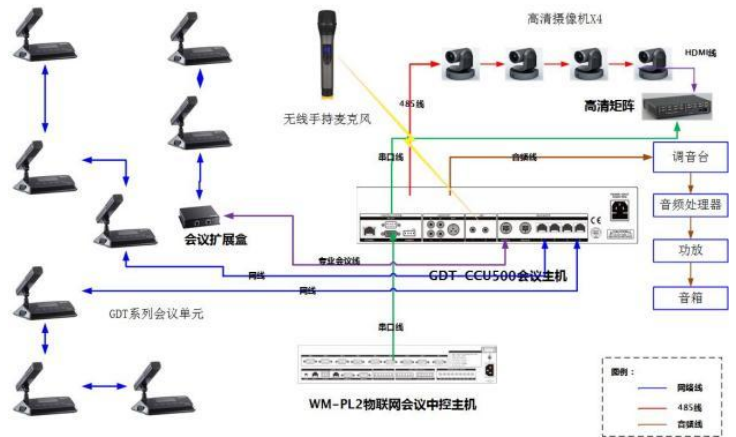 高清摄像机X4
HDMI线
485线
高清矩阵
无线手持麦克风
串口线
音频线
调音台
音频处理器
会议扩展盒
专业会议线
GDT-CCU500会议主机
功放
网线
网线
音箱
GDT系列会议单元
串口线
图例：
网络线
485线
音频线
WM-PL2物联网会议中控主机